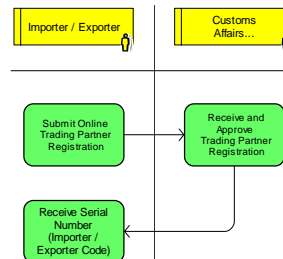 Importer / Exporter
Customs
Affairs...
Submit Online
Trading Partner
Registration
Receive and
Approve
Trading Partner
Registration
Receive Serial
Number
(Importer /
Exporter Code)